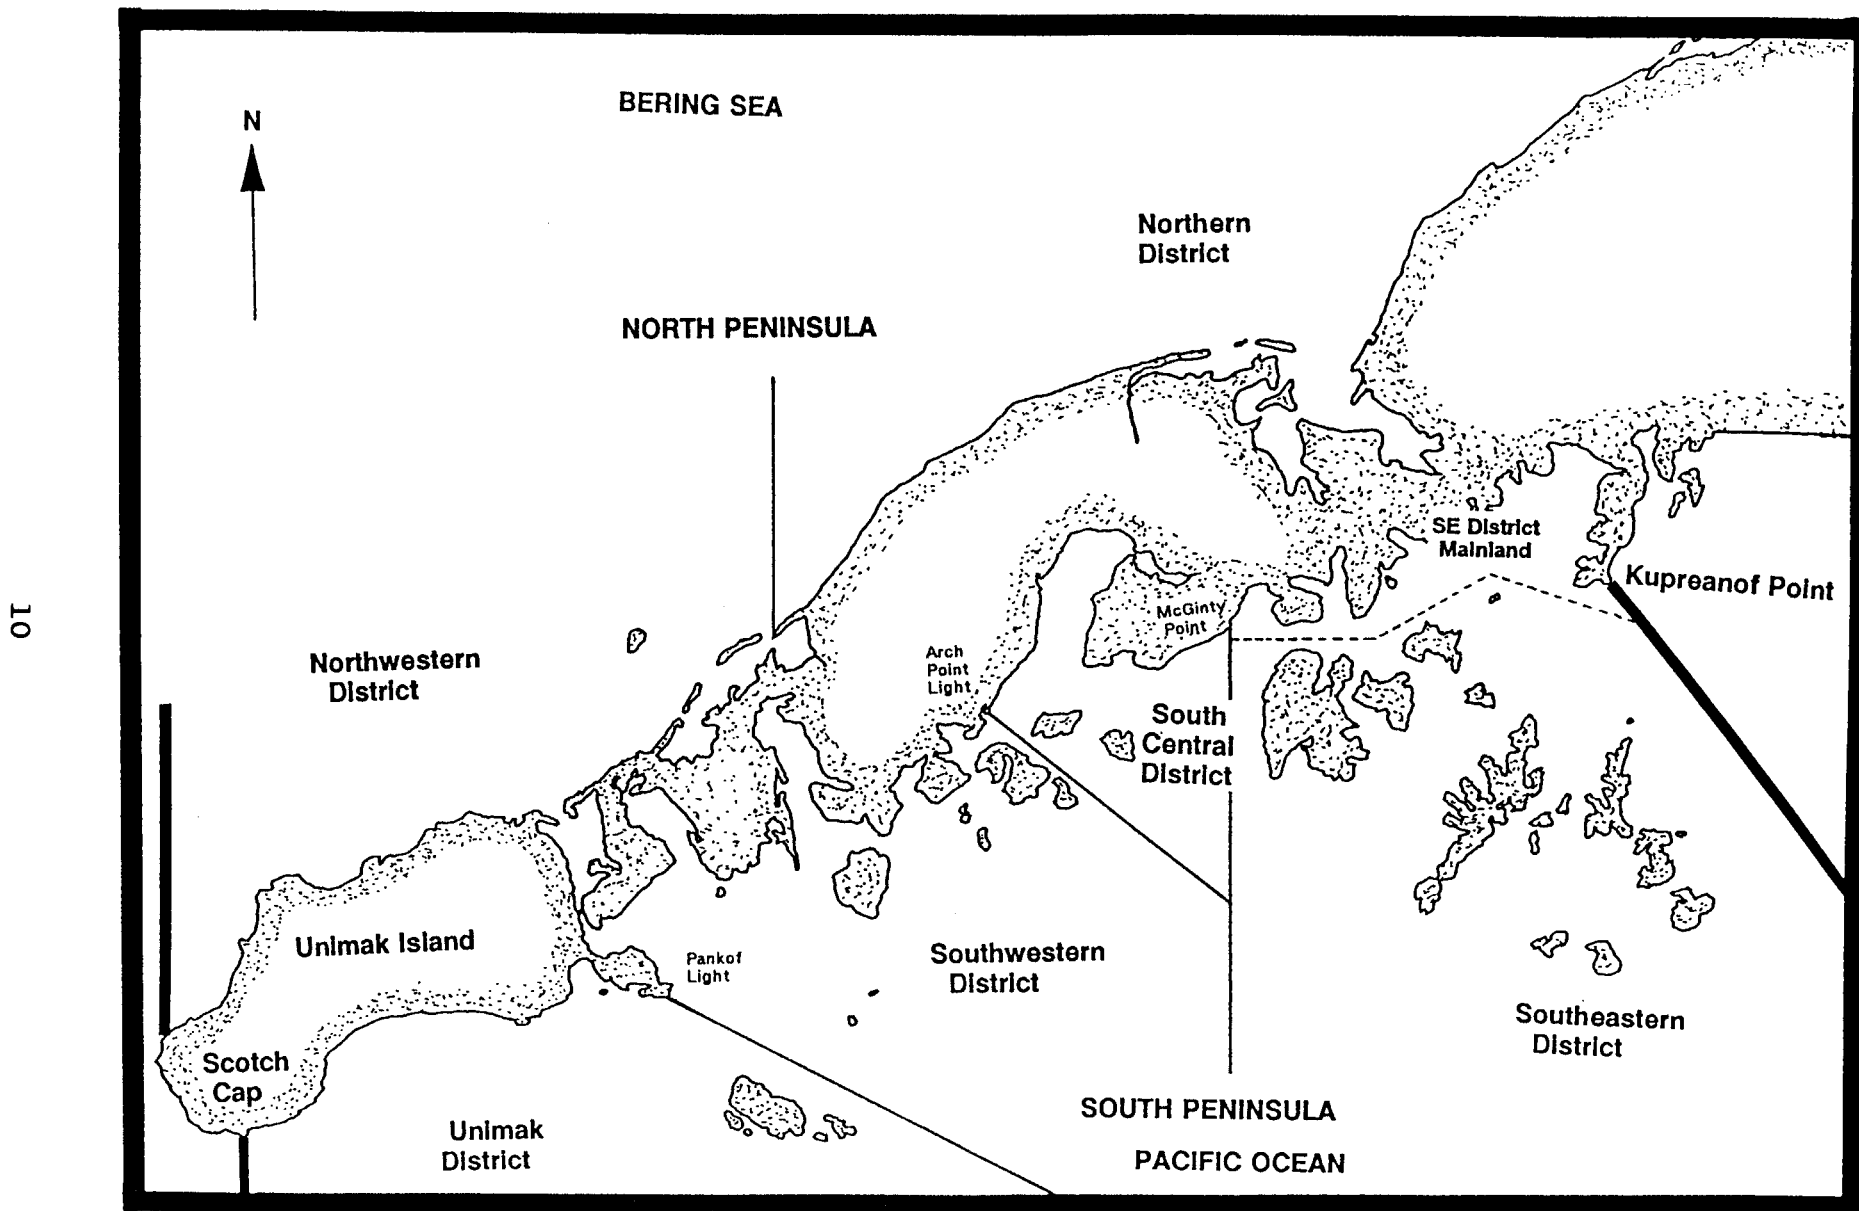 BERING SEA
N
Northern
District
NORTH PENINSULA
SE District
Mainland
Kupreanof Point
McGinty
Point
10
Arch
Point
Light
Northwestern
District
South
Central
District
Unimak Island
Pankof
Light
Southwestern
District
Southeastern
District
Scotch
Cap
Unimak
District
SOUTH PENINSULA
PACIFIC OCEAN